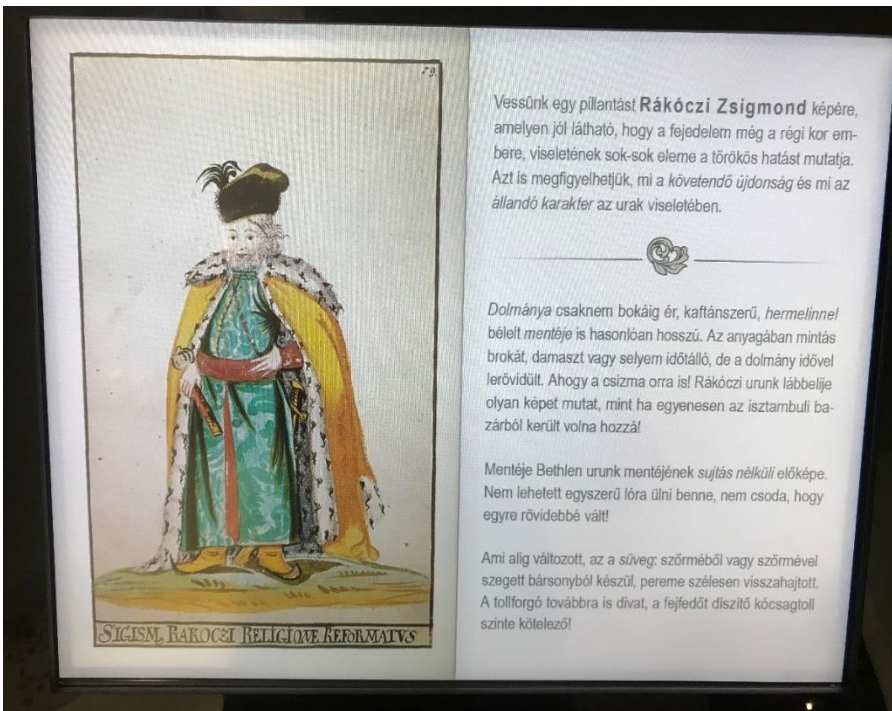 59.
SIGISM, RAKOCZI RELIGIONE REFORMATVS
Vessünk egy pillantást Rákóczi Zsigmond képére,
amelyen jól látható, hogy a fejedelem még a régi kor em-
bere, viseletének sok-sok eleme a törökös hatást mutatja.
Azt is megfigyelhetjük, mi a követendő újdonság és mi az
állandó karakter az urak viseletében.
Dolmánya csaknem bokáig ér, kaftánszerű, hermelinnel
bélelt mentéje is hasonlóan hosszú. Az anyagában mintás
brokát, damaszt vagy selyem időtálló, de a dolmány idővel
lerövidült. Ahogy a csizma orra is! Rákóczi urunk lábbelije
olyan képet mutat, mint ha egyenesen az isztambuli ba-
zárból került volna hozzá!
Mentéje Bethlen urunk mentéjének sujtás nélküli előképe.
Nem lehetett egyszerű lóra ülni benne, nem csoda, hogy
egyre rövidebbé vált!
Ami alig változott, az a süveg: szőrméből vagy szőrmével
szegett bársonyból készül, pereme szélesen visszahajtott.
A tollforgó továbbra is divat, a fejfedőt díszítő kócsagtoll
szinte kötelező!